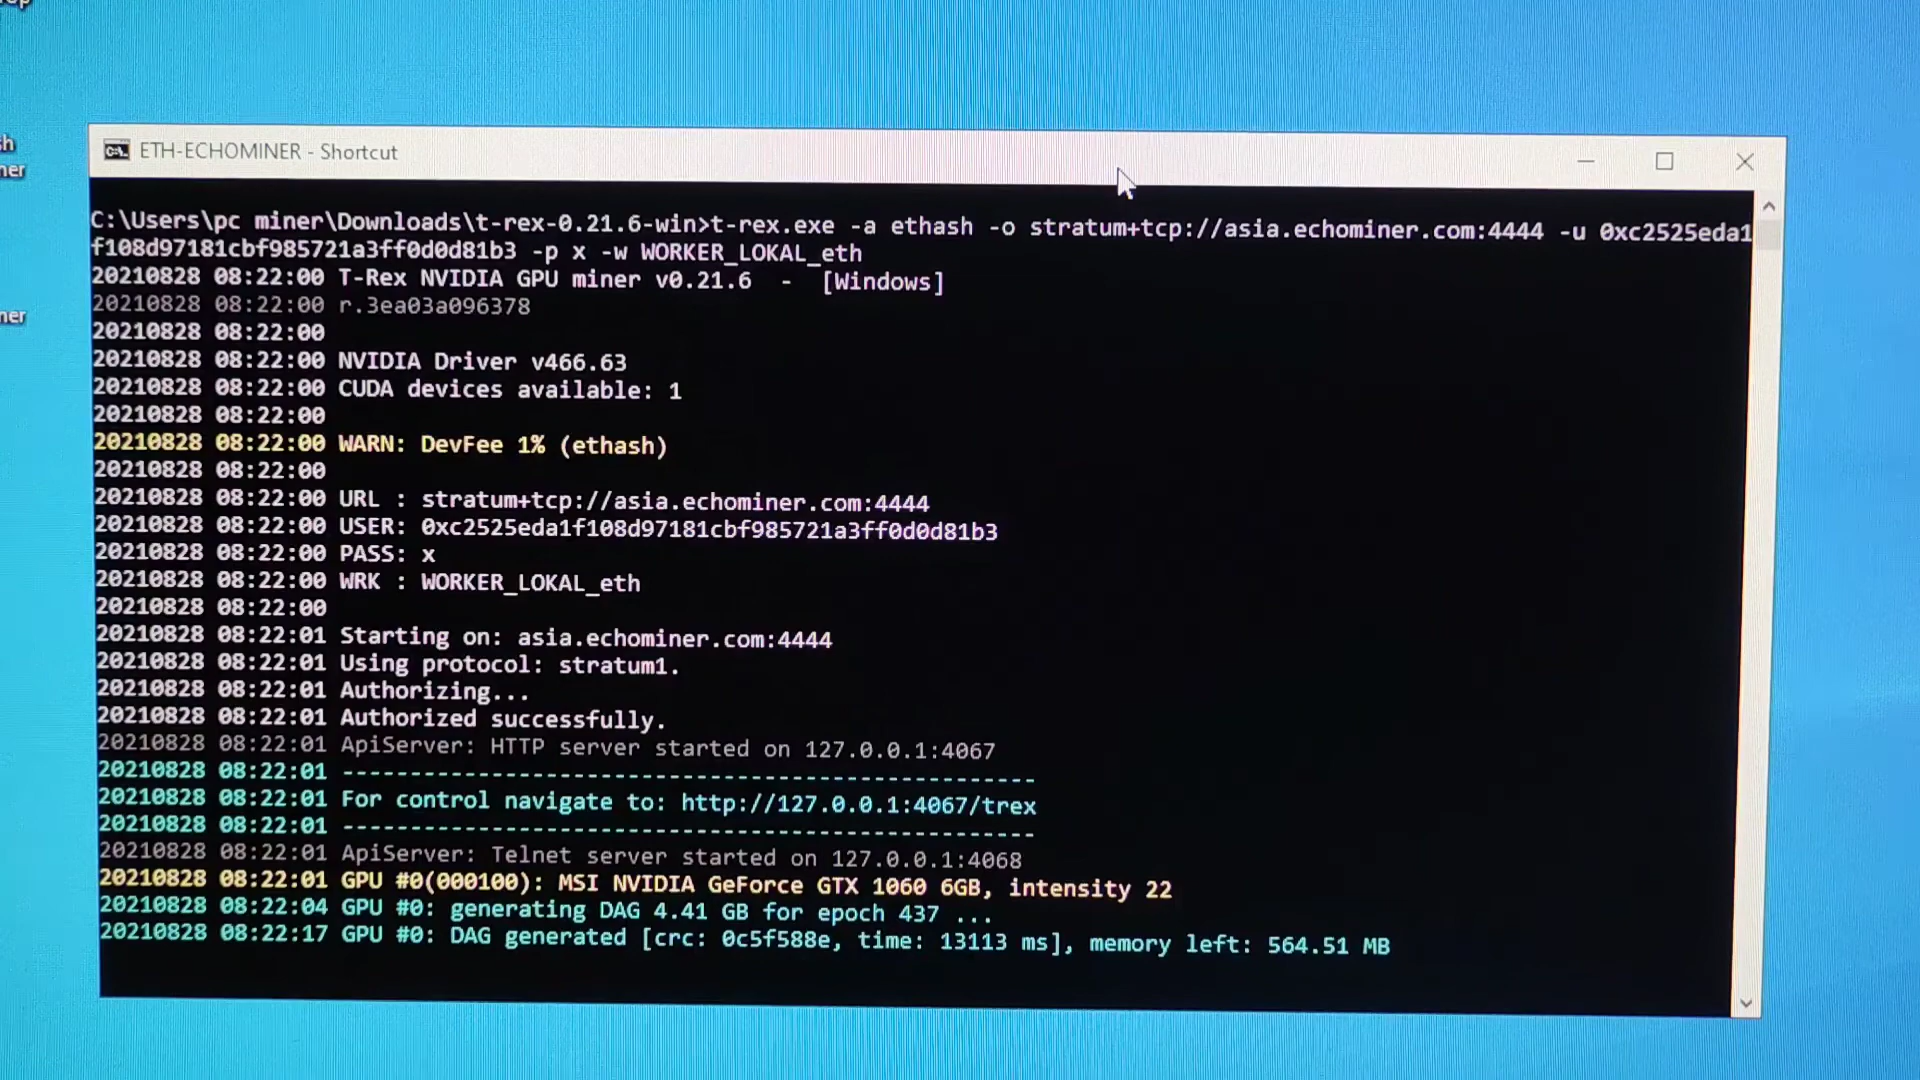 ETH-ECHOMINER - Shortcut
C:\Users\pc miner\Downloads\t-rex-0.21.6-win>t-rex.exe -a ethash -o stratum+tcp://asia.echominer.com:4444 -u 0xc2525eda1
f108d97181cbf985721a3ff0d0d81b3 -p x -w WORKER_LOKAL_eth
20210828 08:22:00 T-Rex NVIDIA GPU miner v0.21.6 - [Windows]
20210828 08:22:00 r.3ea03a096378
20210828 08:22:00
20210828 08:22:00 NVIDIA Driver v466.63
20210828 08:22:00 CUDA devices available: 1
20210828 08:22:00
20210828 08:22:00 WARN: DevFee 1% (ethash)
20210828 08:22:00
20210828 08:22:00 URL : stratum+tcp://asia.echominer.com:4444
20210828 08:22:00 USER: 0xc2525eda1f108d97181cbf985721a3ff0d0d81b3
20210828 08:22:00 PASS: x
20210828 08:22:00 WRK : WORKER_LOKAL_eth
20210828 08:22:00
20210828 08:22:01 Starting on: asia.echominer.com:4444
20210828 08:22:01 Using protocol: stratum1.
20210828 08:22:01 Authorizing...
20210828 08:22:01 Authorized successfully.
20210828 08:22:01 ApiServer: HTTP server started on 127.0.0.1:4067
20210828 08:22:01 ---------------------------------------------------
20210828 08:22:01 For control navigate to: http://127.0.0.1:4067/trex
20210828 08:22:01 ---------------------------------------------------
20210828 08:22:01 ApiServer: Telnet server started on 127.0.0.1:4068
20210828 08:22:01 GPU #0(000100): MSI NVIDIA GeForce GTX 1060 6GB, intensity 22
20210828 08:22:04 GPU #0: generating DAG 4.41 GB for epoch 437 ...
20210828 08:22:17 GPU #0: DAG generated [crc: 0c5f588e, time: 13113 ms], memory left: 564.51 MB